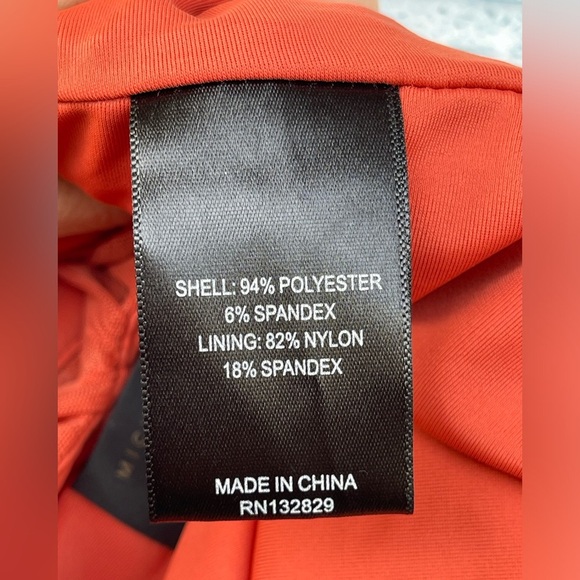 SHELL: 94% POLYESTER
6% SPANDEX
LINING: 82% NYLON
18% SPANDEX
MADE IN CHINA
RN132829